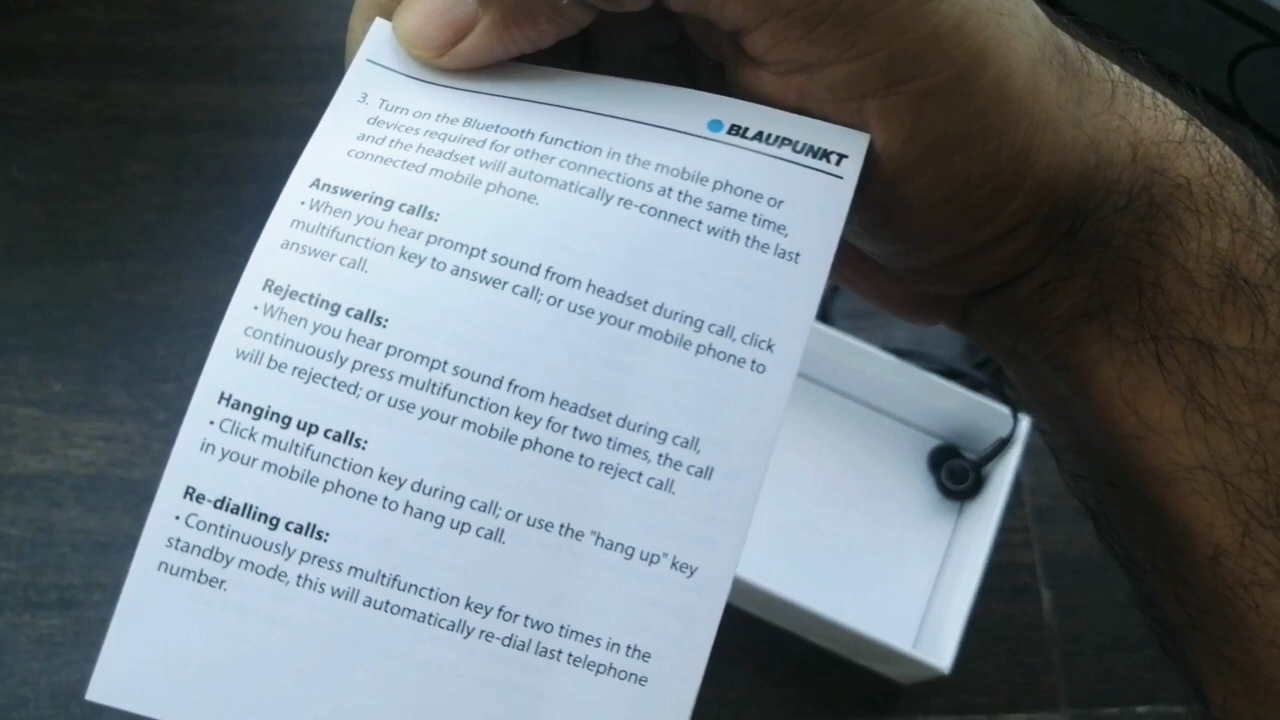 BLAUPUNKT
3. Turn on the Bluetooth function in the mobile phone or
devices required for other connections at the same time,
and the headset will automatically re-connect with the last
connected mobile phone.
Answering calls:
• When you hear prompt sound from headset during call, click
multifunction key to answer call; or use your mobile phone to
answer call.
Rejecting calls:
• When you hear prompt sound from headset during call,
continuously press multifunction key for two times, the call
will be rejected; or use your mobile phone to reject call.
Hanging up calls:
• Click multifunction key during call; or use the "hang up" key
in your mobile phone to hang up call.
Re-dialling calls:
• Continuously press multifunction key for two times in the
standby mode, this will automatically re-dial last telephone
number.